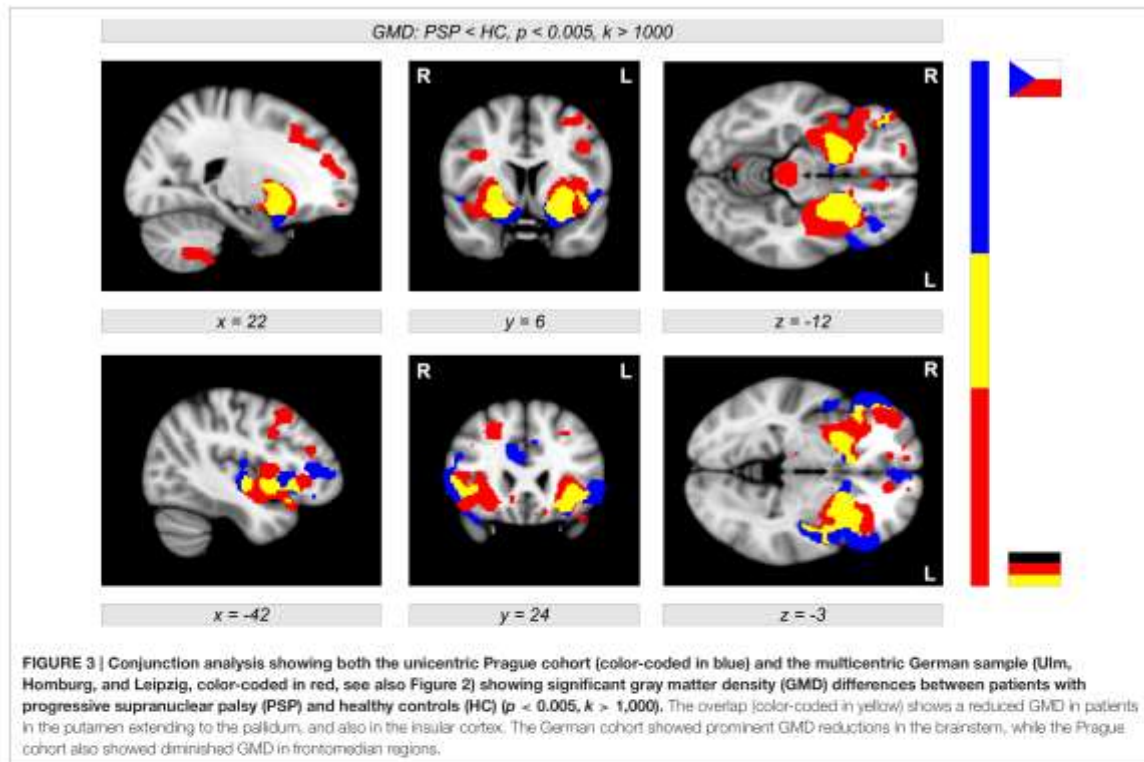 GMD: PSP < HC, p < 0.005, k > 1000
R L R
L
x = 22 y = 6 z = -12
R L R
L
x = -42 y = 24 z = -3
FIGURE 3 | Conjunction analysis showing both the unicentric Prague cohort (color-coded in blue) and the multicentric German sample (Ulm,
Homburg, and Leipzig, color-coded in red, see also Figure 2) showing significant gray matter density (GMD) differences between patients with
progressive supranuclear palsy (PSP) and healthy controls (HC) (p < 0.005, k > 1,000). The overlap (color-coded in yellow) shows a reduced GMD in patients
in the putamen extending to the pallidum, and also in the insular cortex. The German cohort showed prominent GMD reductions in the brainstem, while the Prague
cohort also showed diminished GMD in frontomedian regions.